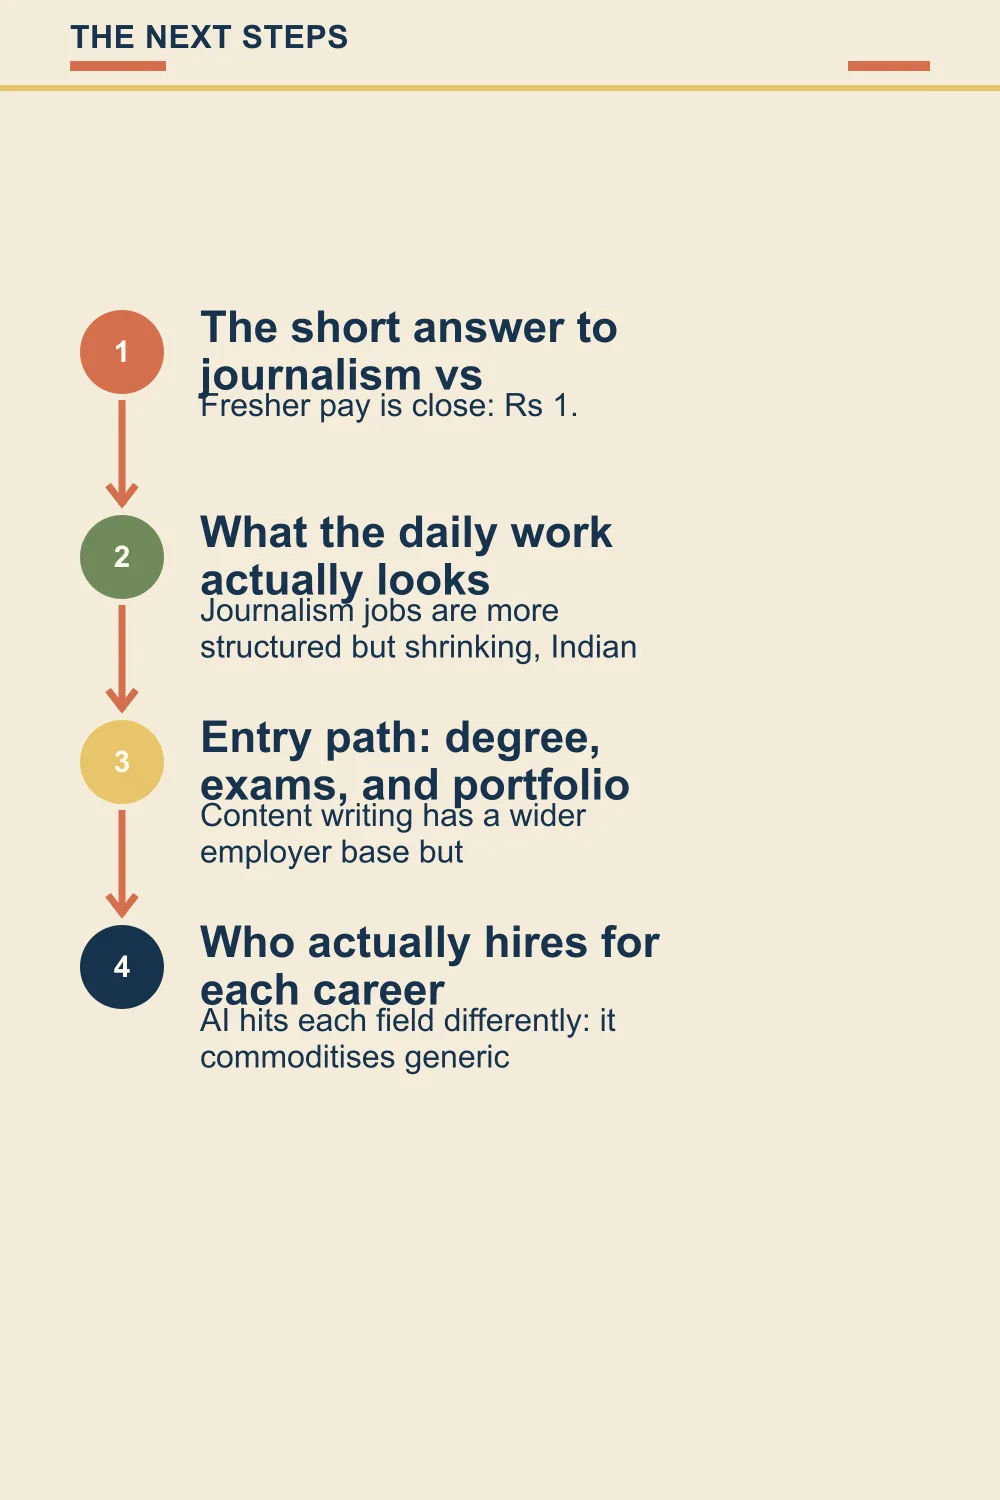 THE NEXT STEPS
1
The short answer to
journalism vs
Fresher pay is close: Rs 1.
2
What the daily work
actually looks
Journalism jobs are more
structured but shrinking, Indian
3
Entry path: degree,
exams, and portfolio
Content writing has a wider
employer base but
4
Who actually hires for
each career
AI hits each field differently: it
commoditises generic